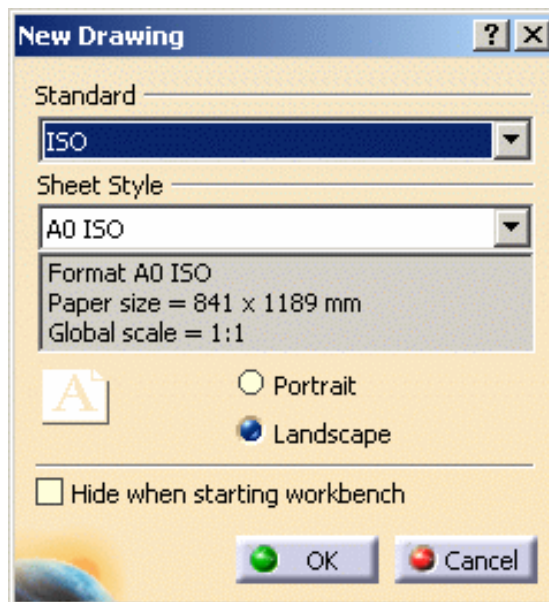 New Drawing
Standard
ISO
Sheet Style
A0 ISO
Format A0 ISO
Paper size = 841 x 1189 mm
Global scale = 1:1
A
Portrait
Landscape
Hide when starting workbench
OK Cancel